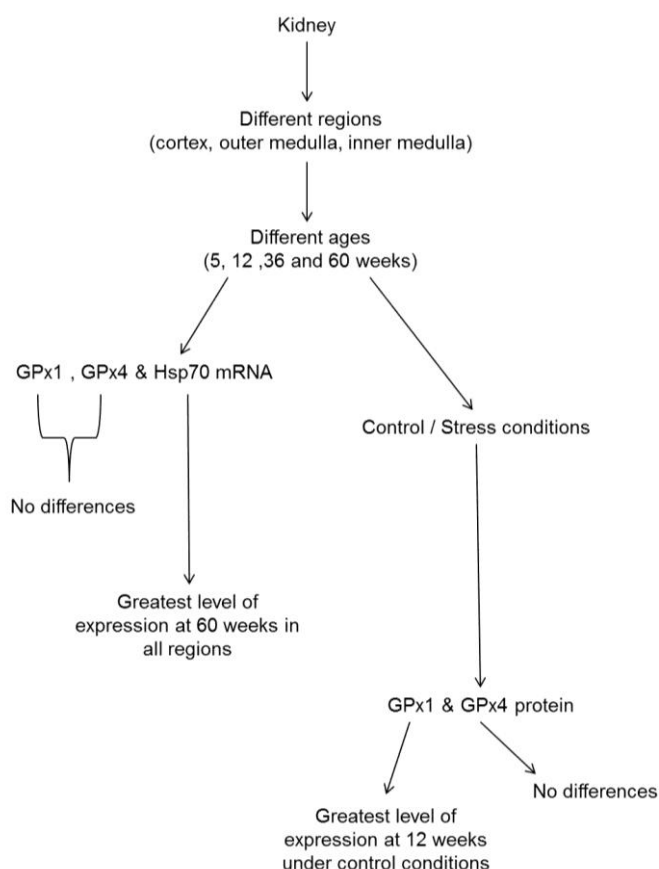 Kidney
Different regions
(cortex, outer medulla, inner medulla)
Different ages
(5, 12 ,36 and 60 weeks)
GPx1 , GPx4 & Hsp70 mRNA
Control / Stress conditions
No differences
Greatest level of
expression at 60 weeks in
all regions
GPx1 & GPx4 protein
No differences
Greatest level of
expression at 12 weeks
under control conditions